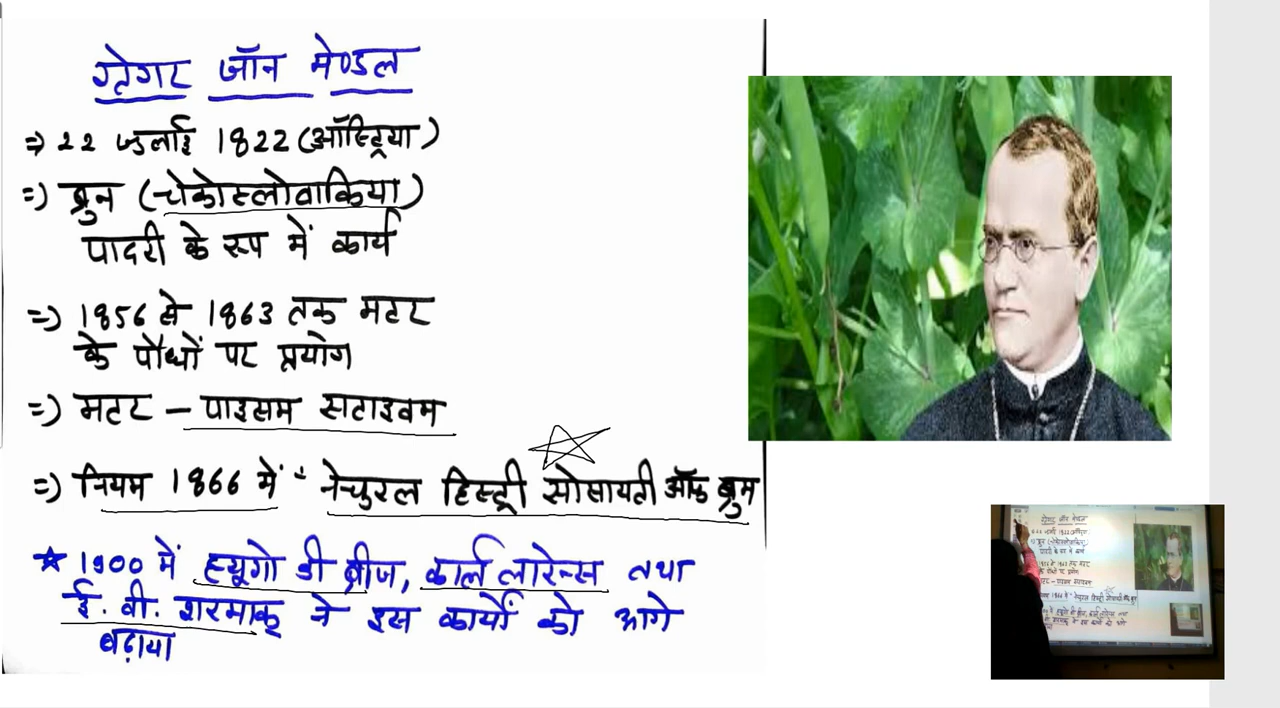 ग्रेगर जॉन मेण्डल
=> 22 जुलाई 1822 (ऑस्ट्रिया)
=> ब्रुन (चेकोस्लोवाकिया)
पादरी के रूप में कार्य
=> 1856 से 1863 तक मटर
के पौधों पर प्रयोग
=> मटर – पाइसम सटाइवम
=> नियम 1866 में " नेचुरल हिस्ट्री सोसायटी ऑफ ब्रुन
★ 1900 में ह्यूगो डी ब्रीज, कार्ल लारेन्स तथा
ई. वी. शरमाक् ने इस कार्यों को आगे
बढ़ाया